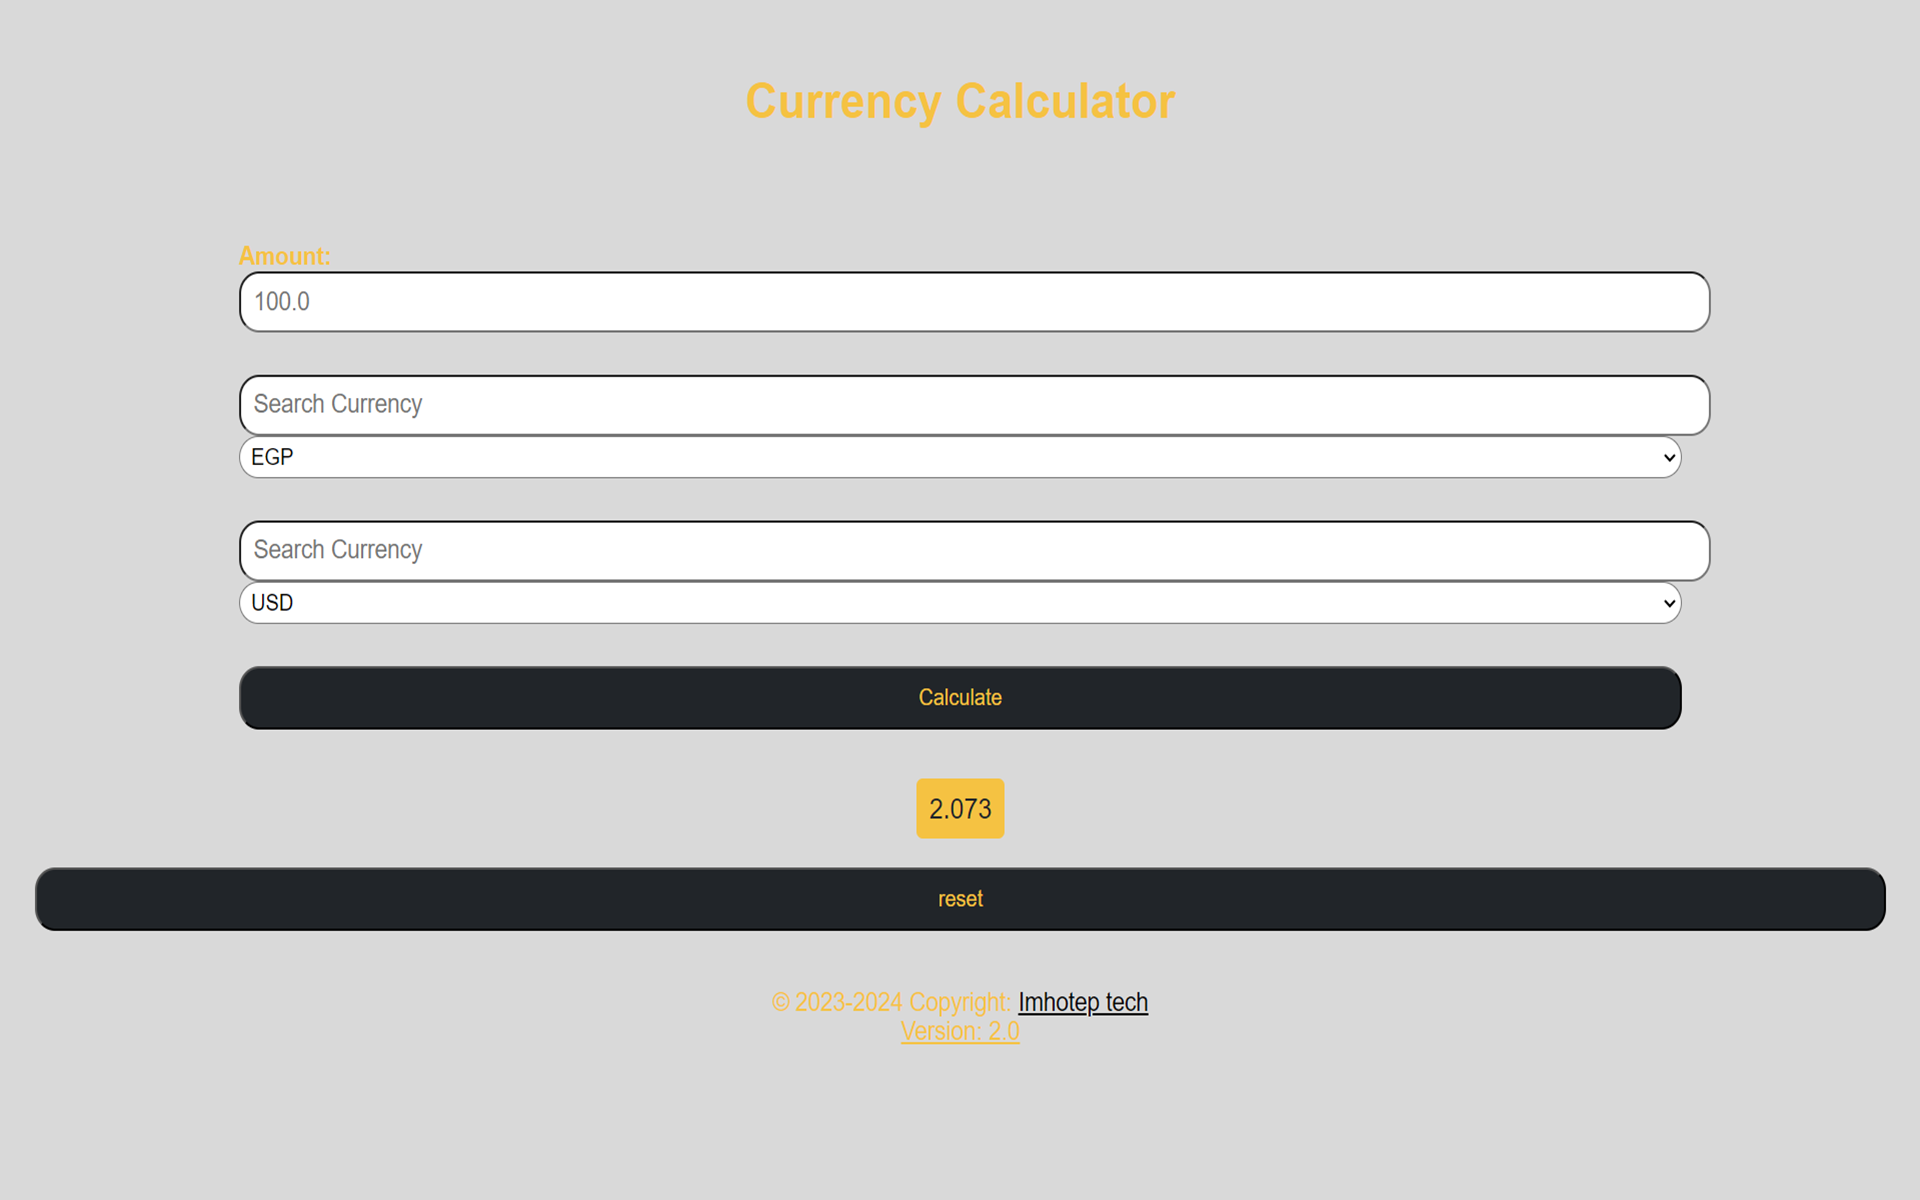 Currency Calculator
Amount:
100.0
Search Currency
EGP
Search Currency
USD
Calculate
2.073
reset
© 2023-2024 Copyright: Imhotep tech
Version: 2.0